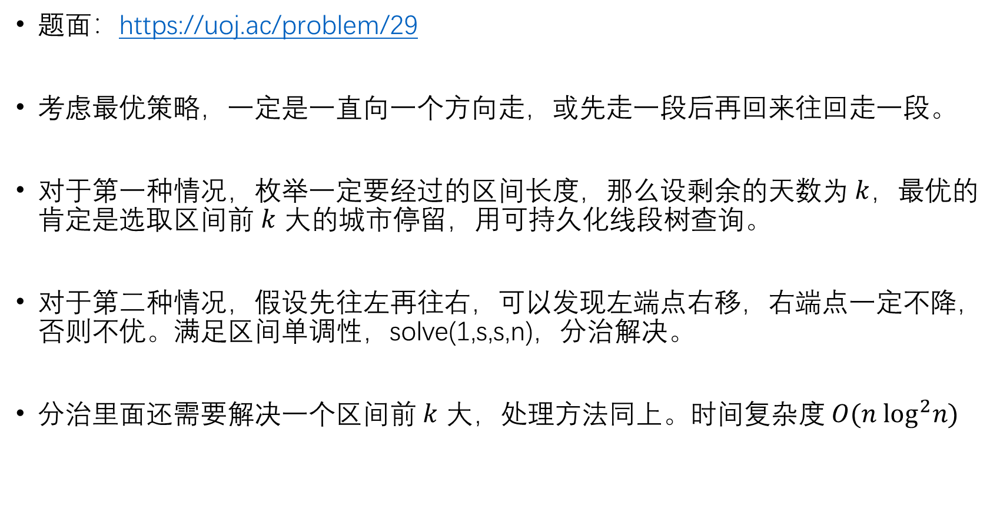 • 题面：https://uoj.ac/problem/29
• 考虑最优策略，一定是一直向一个方向走，或先走一段后再回来往回走一段。
• 对于第一种情况，枚举一定要经过的区间长度，那么设剩余的天数为 k，最优的
肯定是选取区间前 k 大的城市停留，用可持久化线段树查询。
• 对于第二种情况，假设先往左再往右，可以发现左端点右移，右端点一定不降，
否则不优。满足区间单调性，solve(1,s,s,n)，分治解决。
• 分治里面还需要解决一个区间前 k 大，处理方法同上。时间复杂度 O(n log²n)